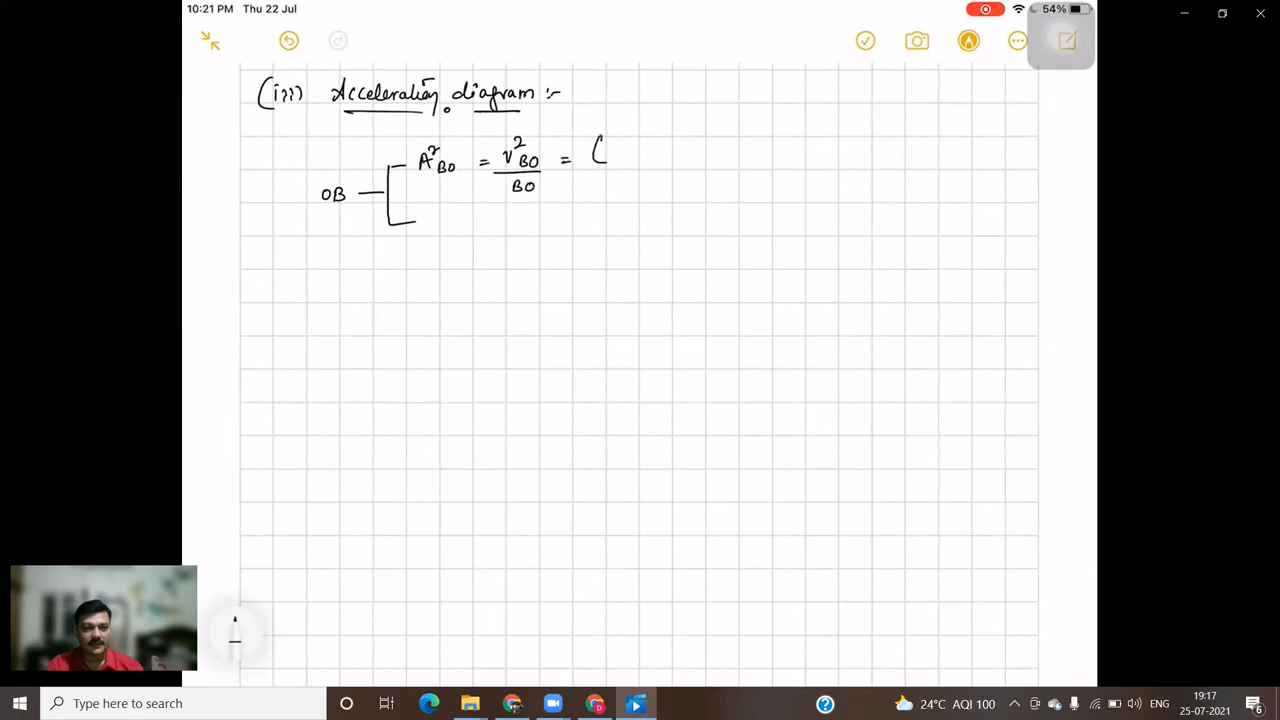 10:21 PM Thu 22 Jul
54%
(iii) Acceleration diagram :-
A^r_BO = v^2_BO / BO = (
OB
Type here to search
24°C AQI 100
ENG
19:17
25-07-2021
6